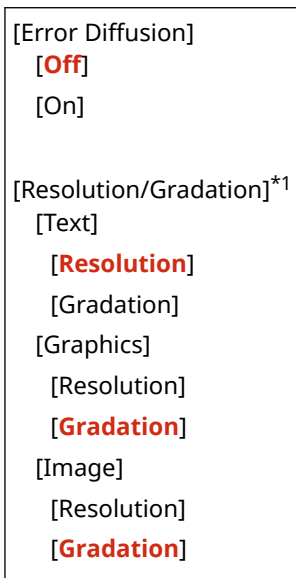 [Error Diffusion]
[Off]
[On]
[Resolution/Gradation]*1
[Text]
[Resolution]
[Gradation]
[Graphics]
[Resolution]
[Gradation]
[Image]
[Resolution]
[Gradation]